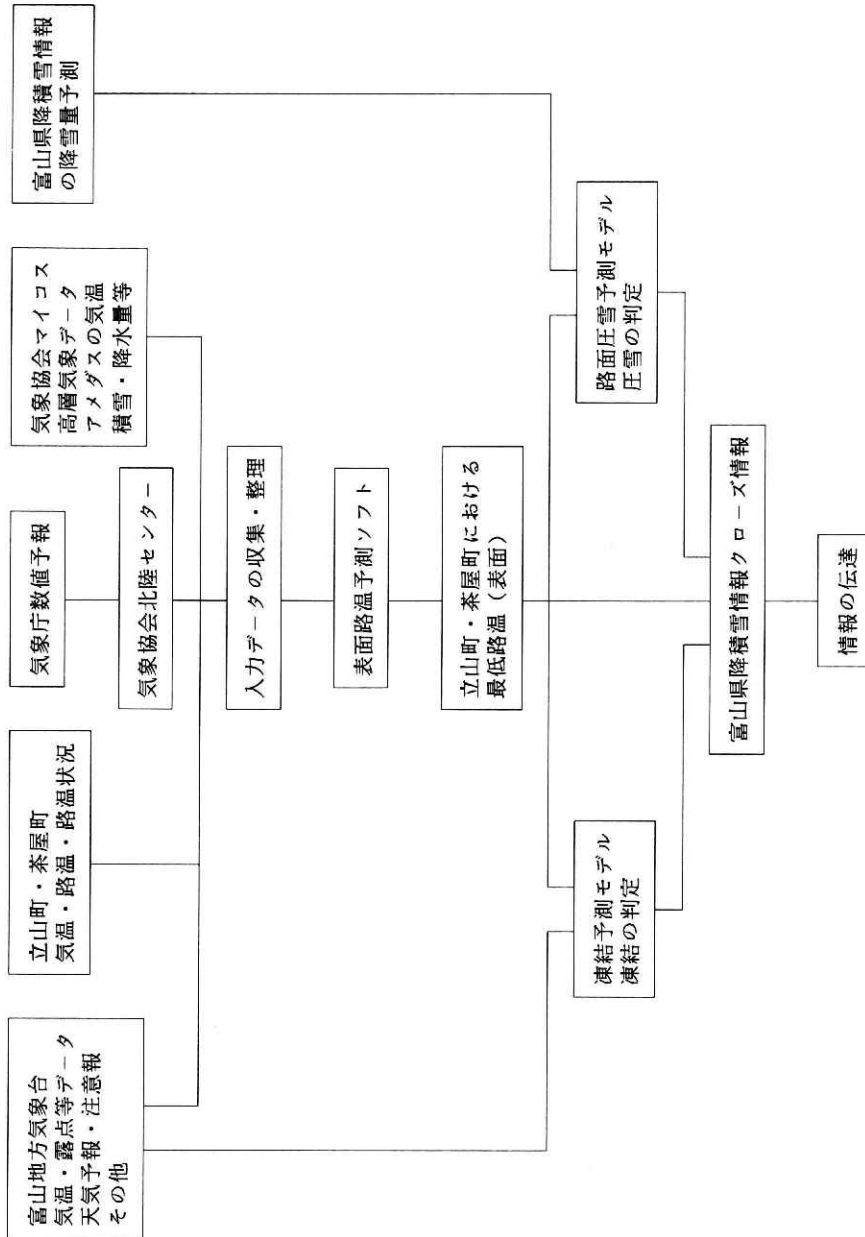 富山地方気象台
気温・露点等データ
天気予報・注意報
その他
立山町・茶屋町
気温・路温・路温状況
気象庁数値予報
気象協会マイコス
高層気象データ
アメダスの気温
積雪・降水量等
富山県降積雪情報
の降雪量予測
気象協会北陸センター
入力データの収集・整理
表面路温予測ソフト
立山町・茶屋町における
最低路温（表面）
凍結予測モデル
凍結の判定
路面圧雪予測モデル
圧雪の判定
富山県降積雪情報クローズ情報
情報の伝達